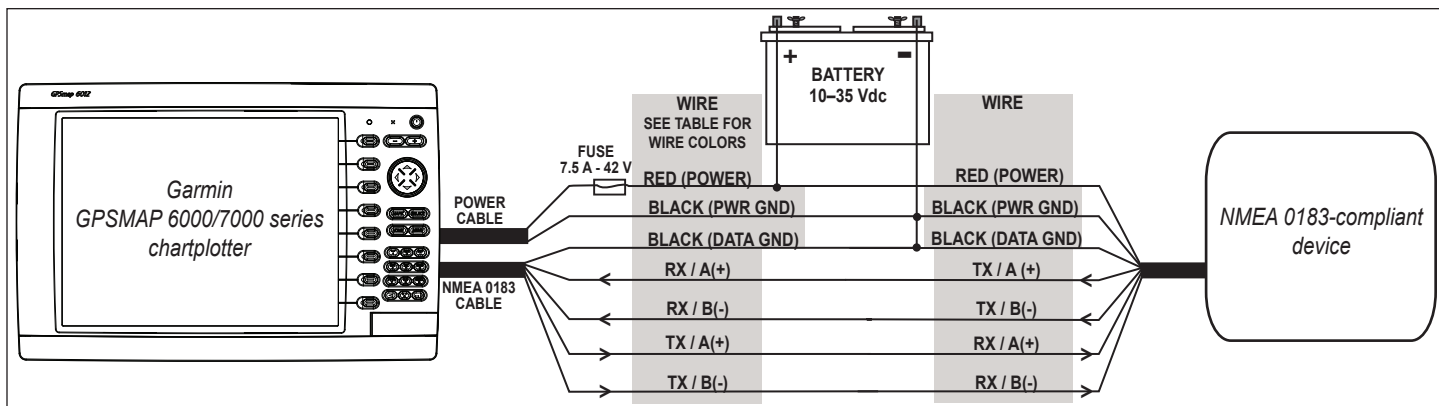 GPSmap 6012
Garmin
GPSMAP 6000/7000 series
chartplotter
POWER
CABLE
NMEA 0183
CABLE
FUSE
7.5 A - 42 V
WIRE
SEE TABLE FOR
WIRE COLORS
RED (POWER)
BLACK (PWR GND)
BLACK (DATA GND)
RX / A(+)
RX / B(-)
TX / A(+)
TX / B(-)
+ -
BATTERY
10–35 Vdc
WIRE
RED (POWER)
BLACK (PWR GND)
BLACK (DATA GND)
TX / A (+)
TX / B(-)
RX / A(+)
RX / B(-)
NMEA 0183-compliant
device